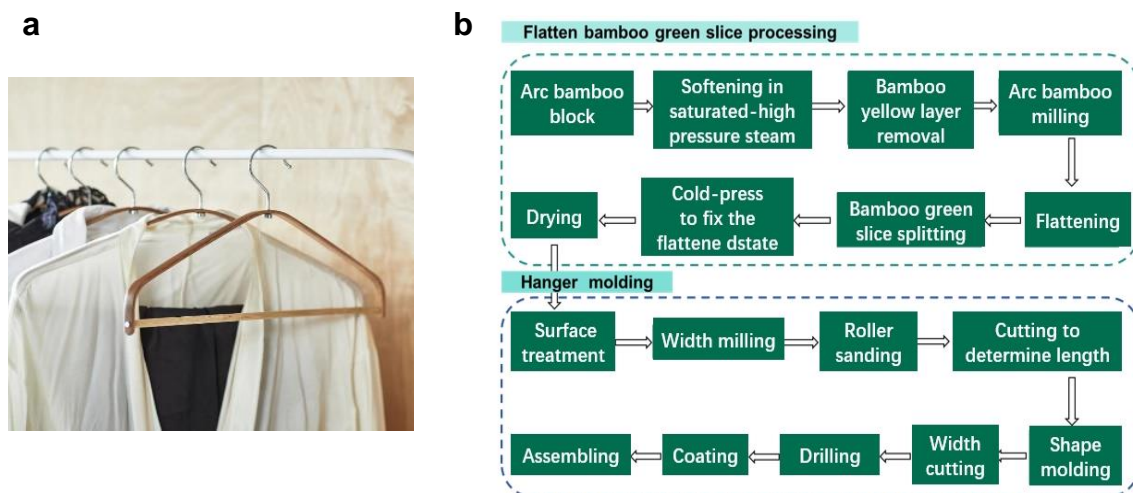 a
b
Flatten bamboo green slice processing
Arc bamboo
block
Softening in
saturated-high
pressure steam
Bamboo
yellow layer
removal
Arc bamboo
milling
Flattening
Bamboo green
slice splitting
Cold-press
to fix the
flattene dstate
Drying
Hanger molding
Surface
treatment
Width milling
Roller
sanding
Cutting to
determine length
Shape
molding
Width
cutting
Drilling
Coating
Assembling